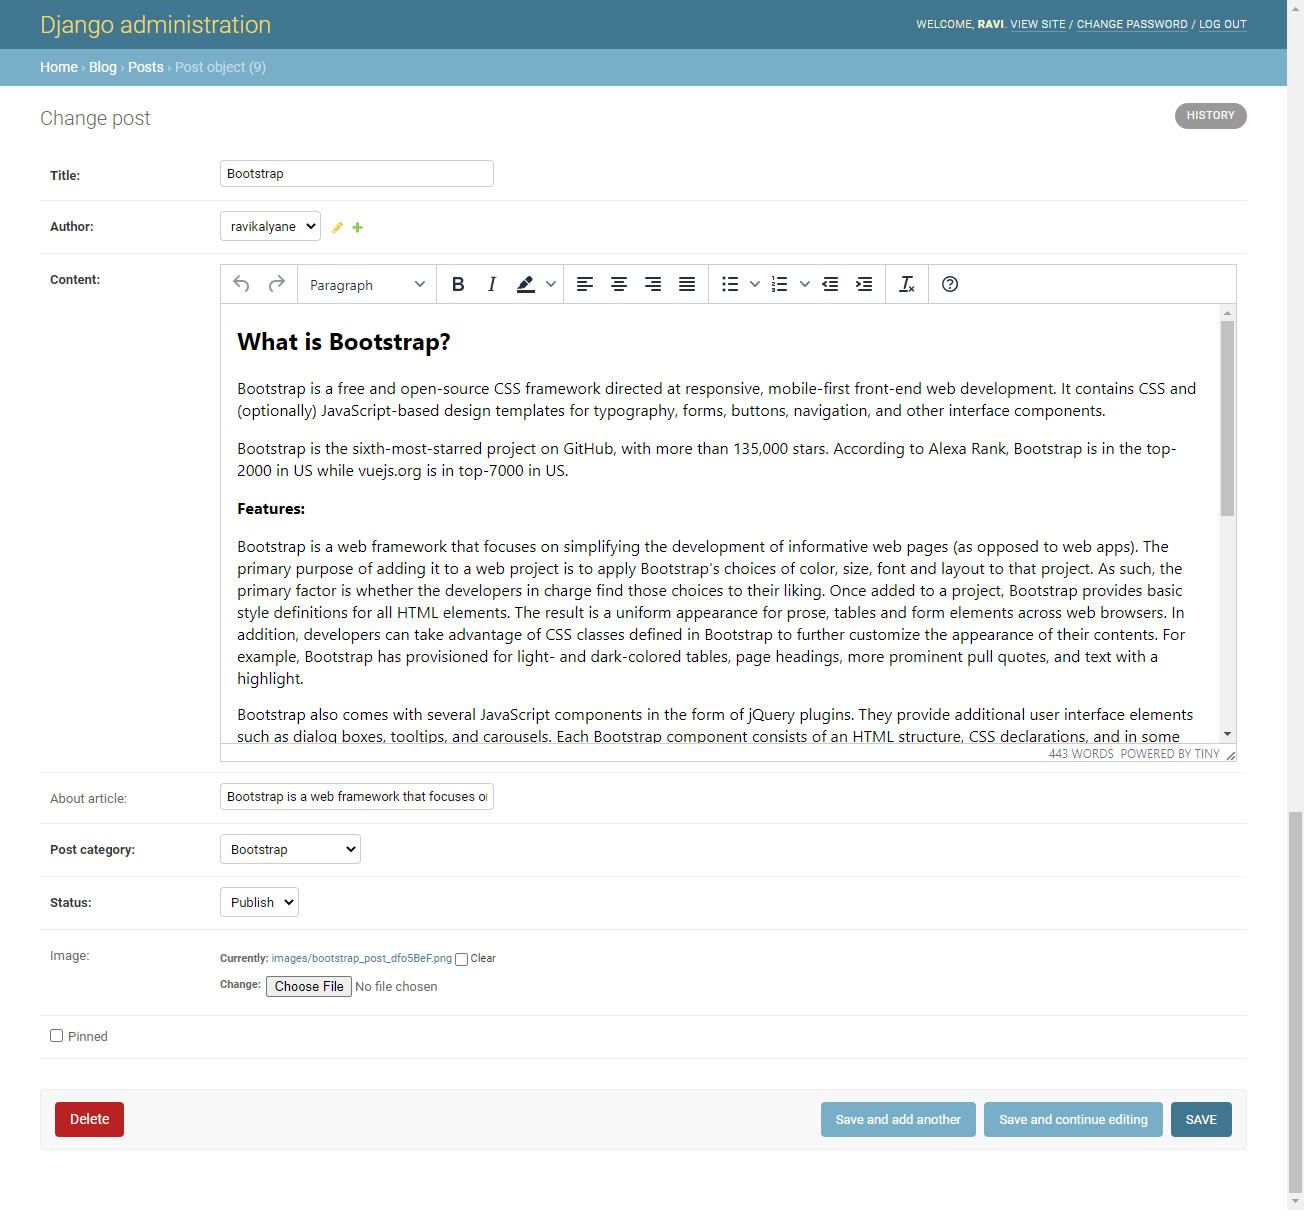 Django administration
WELCOME, RAVI. VIEW SITE / CHANGE PASSWORD / LOG OUT
Home › Blog › Posts › Post object (9)
Change post
HISTORY
Title:
Bootstrap
Author:
ravikalyane
Content:
Paragraph
B I
What is Bootstrap?
Bootstrap is a free and open-source CSS framework directed at responsive, mobile-first front-end web development. It contains CSS and
(optionally) JavaScript-based design templates for typography, forms, buttons, navigation, and other interface components.
Bootstrap is the sixth-most-starred project on GitHub, with more than 135,000 stars. According to Alexa Rank, Bootstrap is in the top-
2000 in US while vuejs.org is in top-7000 in US.
Features:
Bootstrap is a web framework that focuses on simplifying the development of informative web pages (as opposed to web apps). The
primary purpose of adding it to a web project is to apply Bootstrap's choices of color, size, font and layout to that project. As such, the
primary factor is whether the developers in charge find those choices to their liking. Once added to a project, Bootstrap provides basic
style definitions for all HTML elements. The result is a uniform appearance for prose, tables and form elements across web browsers. In
addition, developers can take advantage of CSS classes defined in Bootstrap to further customize the appearance of their contents. For
example, Bootstrap has provisioned for light- and dark-colored tables, page headings, more prominent pull quotes, and text with a
highlight.
Bootstrap also comes with several JavaScript components in the form of jQuery plugins. They provide additional user interface elements
such as dialog boxes, tooltips, and carousels. Each Bootstrap component consists of an HTML structure, CSS declarations, and in some
443 WORDS POWERED BY TINY
About article:
Bootstrap is a web framework that focuses o
Post category:
Bootstrap
Status:
Publish
Image:
Currently: images/bootstrap_post_dfo5BeF.png Clear
Change: Choose File No file chosen
Pinned
Delete
Save and add another
Save and continue editing
SAVE